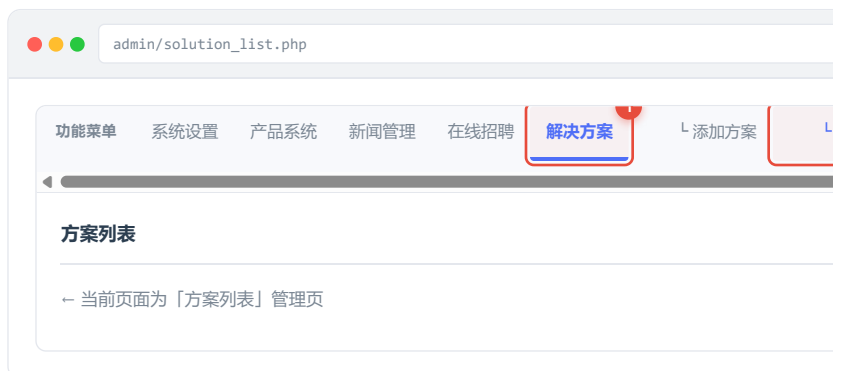 admin/solution_list.php
功能菜单 系统设置 产品系统 新闻管理 在线招聘 解决方案 └ 添加方案 └
方案列表
← 当前页面为「方案列表」管理页